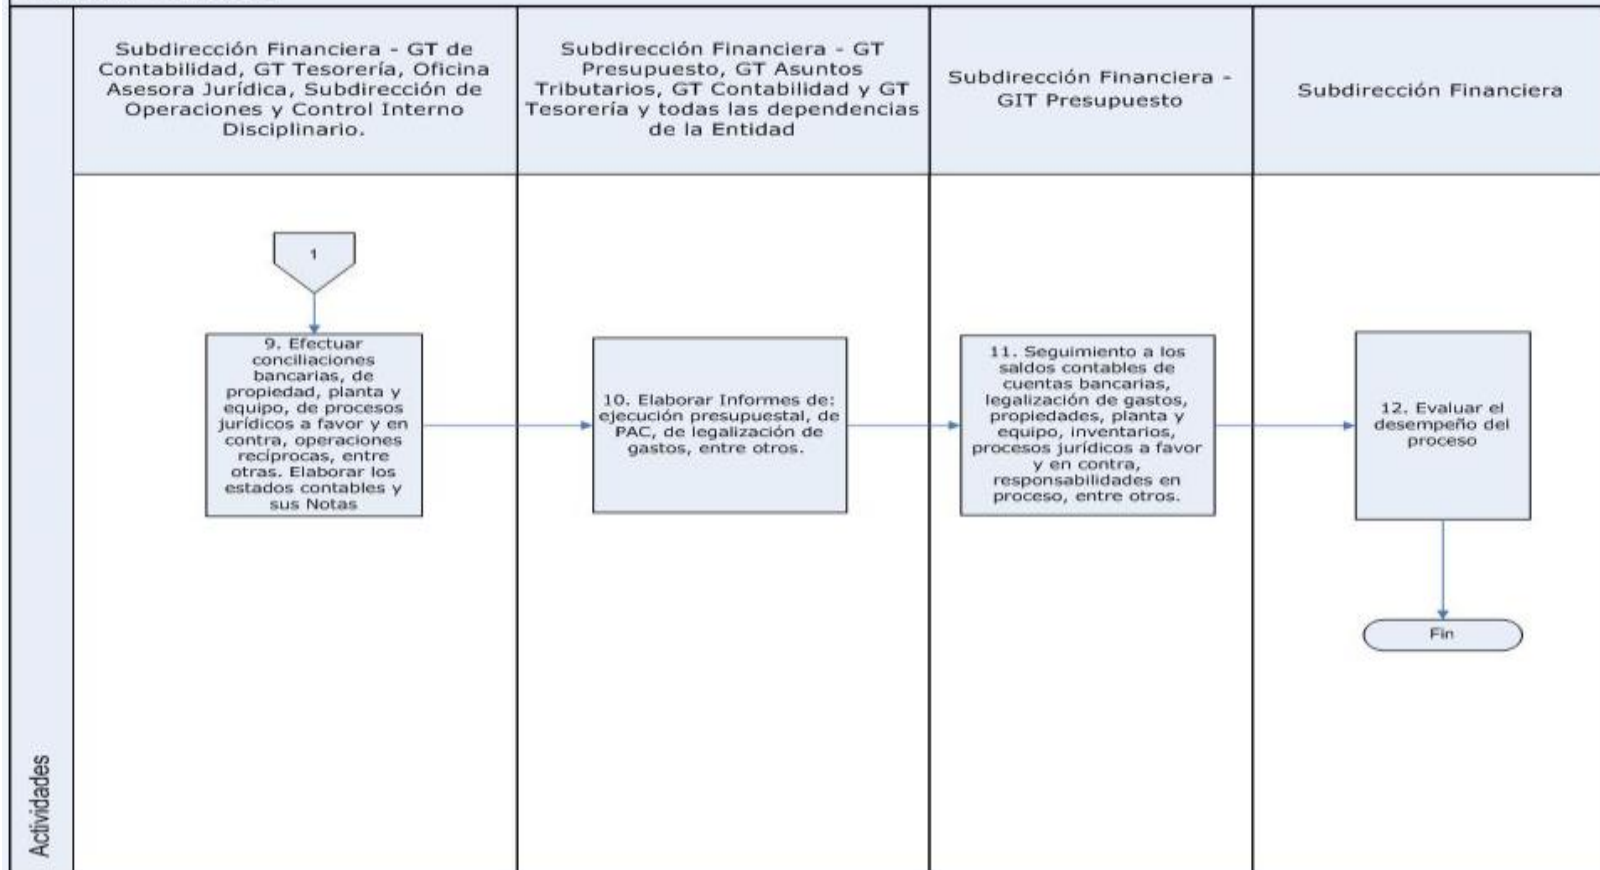 Subdirección Financiera - GT de
Contabilidad, GT Tesorería, Oficina
Asesora Jurídica, Subdirección de
Operaciones y Control Interno
Disciplinario.
Subdirección Financiera - GT
Presupuesto, GT Asuntos
Tributarios, GT Contabilidad y GT
Tesorería y todas las dependencias
de la Entidad
Subdirección Financiera -
GIT Presupuesto
Subdirección Financiera
1
9. Efectuar
conciliaciones
bancarias, de
propiedad, planta y
equipo, de procesos
jurídicos a favor y en
contra, operaciones
recíprocas, entre
otras. Elaborar los
estados contables y
sus Notas
10. Elaborar Informes de:
ejecución presupuestal, de
PAC, de legalización de
gastos, entre otros.
11. Seguimiento a los
saldos contables de
cuentas bancarias,
legalización de gastos,
propiedades, planta y
equipo, inventarios,
procesos jurídicos a favor
y en contra,
responsabilidades en
proceso, entre otros.
12. Evaluar el
desempeño del
proceso
Fin
Actividades